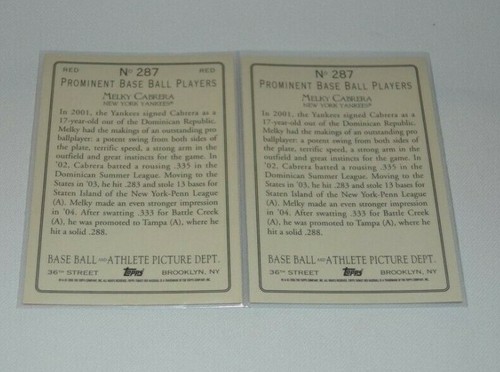 RED Nº 287 RED
PROMINENT BASE BALL PLAYERS
MELKY CABRERA
NEW YORK YANKEES®
In 2001, the Yankees signed Cabrera as a
17-year-old out of the Dominican Republic.
Melky had the makings of an outstanding pro
ballplayer: a potent swing from both sides of
the plate, terrific speed, a strong arm in the
outfield and great instincts for the game. In
'02, Cabrera batted a rousing .335 in the
Dominican Summer League. Moving to the
States in '03, he hit .283 and stole 13 bases for
Staten Island of the New York-Penn League
(A). Melky made an even stronger impression
in '04. After swatting .333 for Battle Creek
(A), he was promoted to Tampa (A), where he
hit a solid .288.
BASE BALL AND ATHLETE PICTURE DEPT.
36TH STREET Topps BROOKLYN, NY
Nº 287
PROMINENT BASE BALL PLAYERS
MELKY CABRERA
NEW YORK YANKEES®
In 2001, the Yankees signed Cabrera as a
17-year-old out of the Dominican Republic.
Melky had the makings of an outstanding pro
ballplayer: a potent swing from both sides of
the plate, terrific speed, a strong arm in the
outfield and great instincts for the game. In
'02, Cabrera batted a rousing .335 in the
Dominican Summer League. Moving to the
States in '03, he hit .283 and stole 13 bases for
Staten Island of the New York-Penn League
(A). Melky made an even stronger impression
in '04. After swatting .333 for Battle Creek
(A), he was promoted to Tampa (A), where he
hit a solid .288.
BASE BALL AND ATHLETE PICTURE DEPT.
36TH STREET Topps BROOKLYN, NY